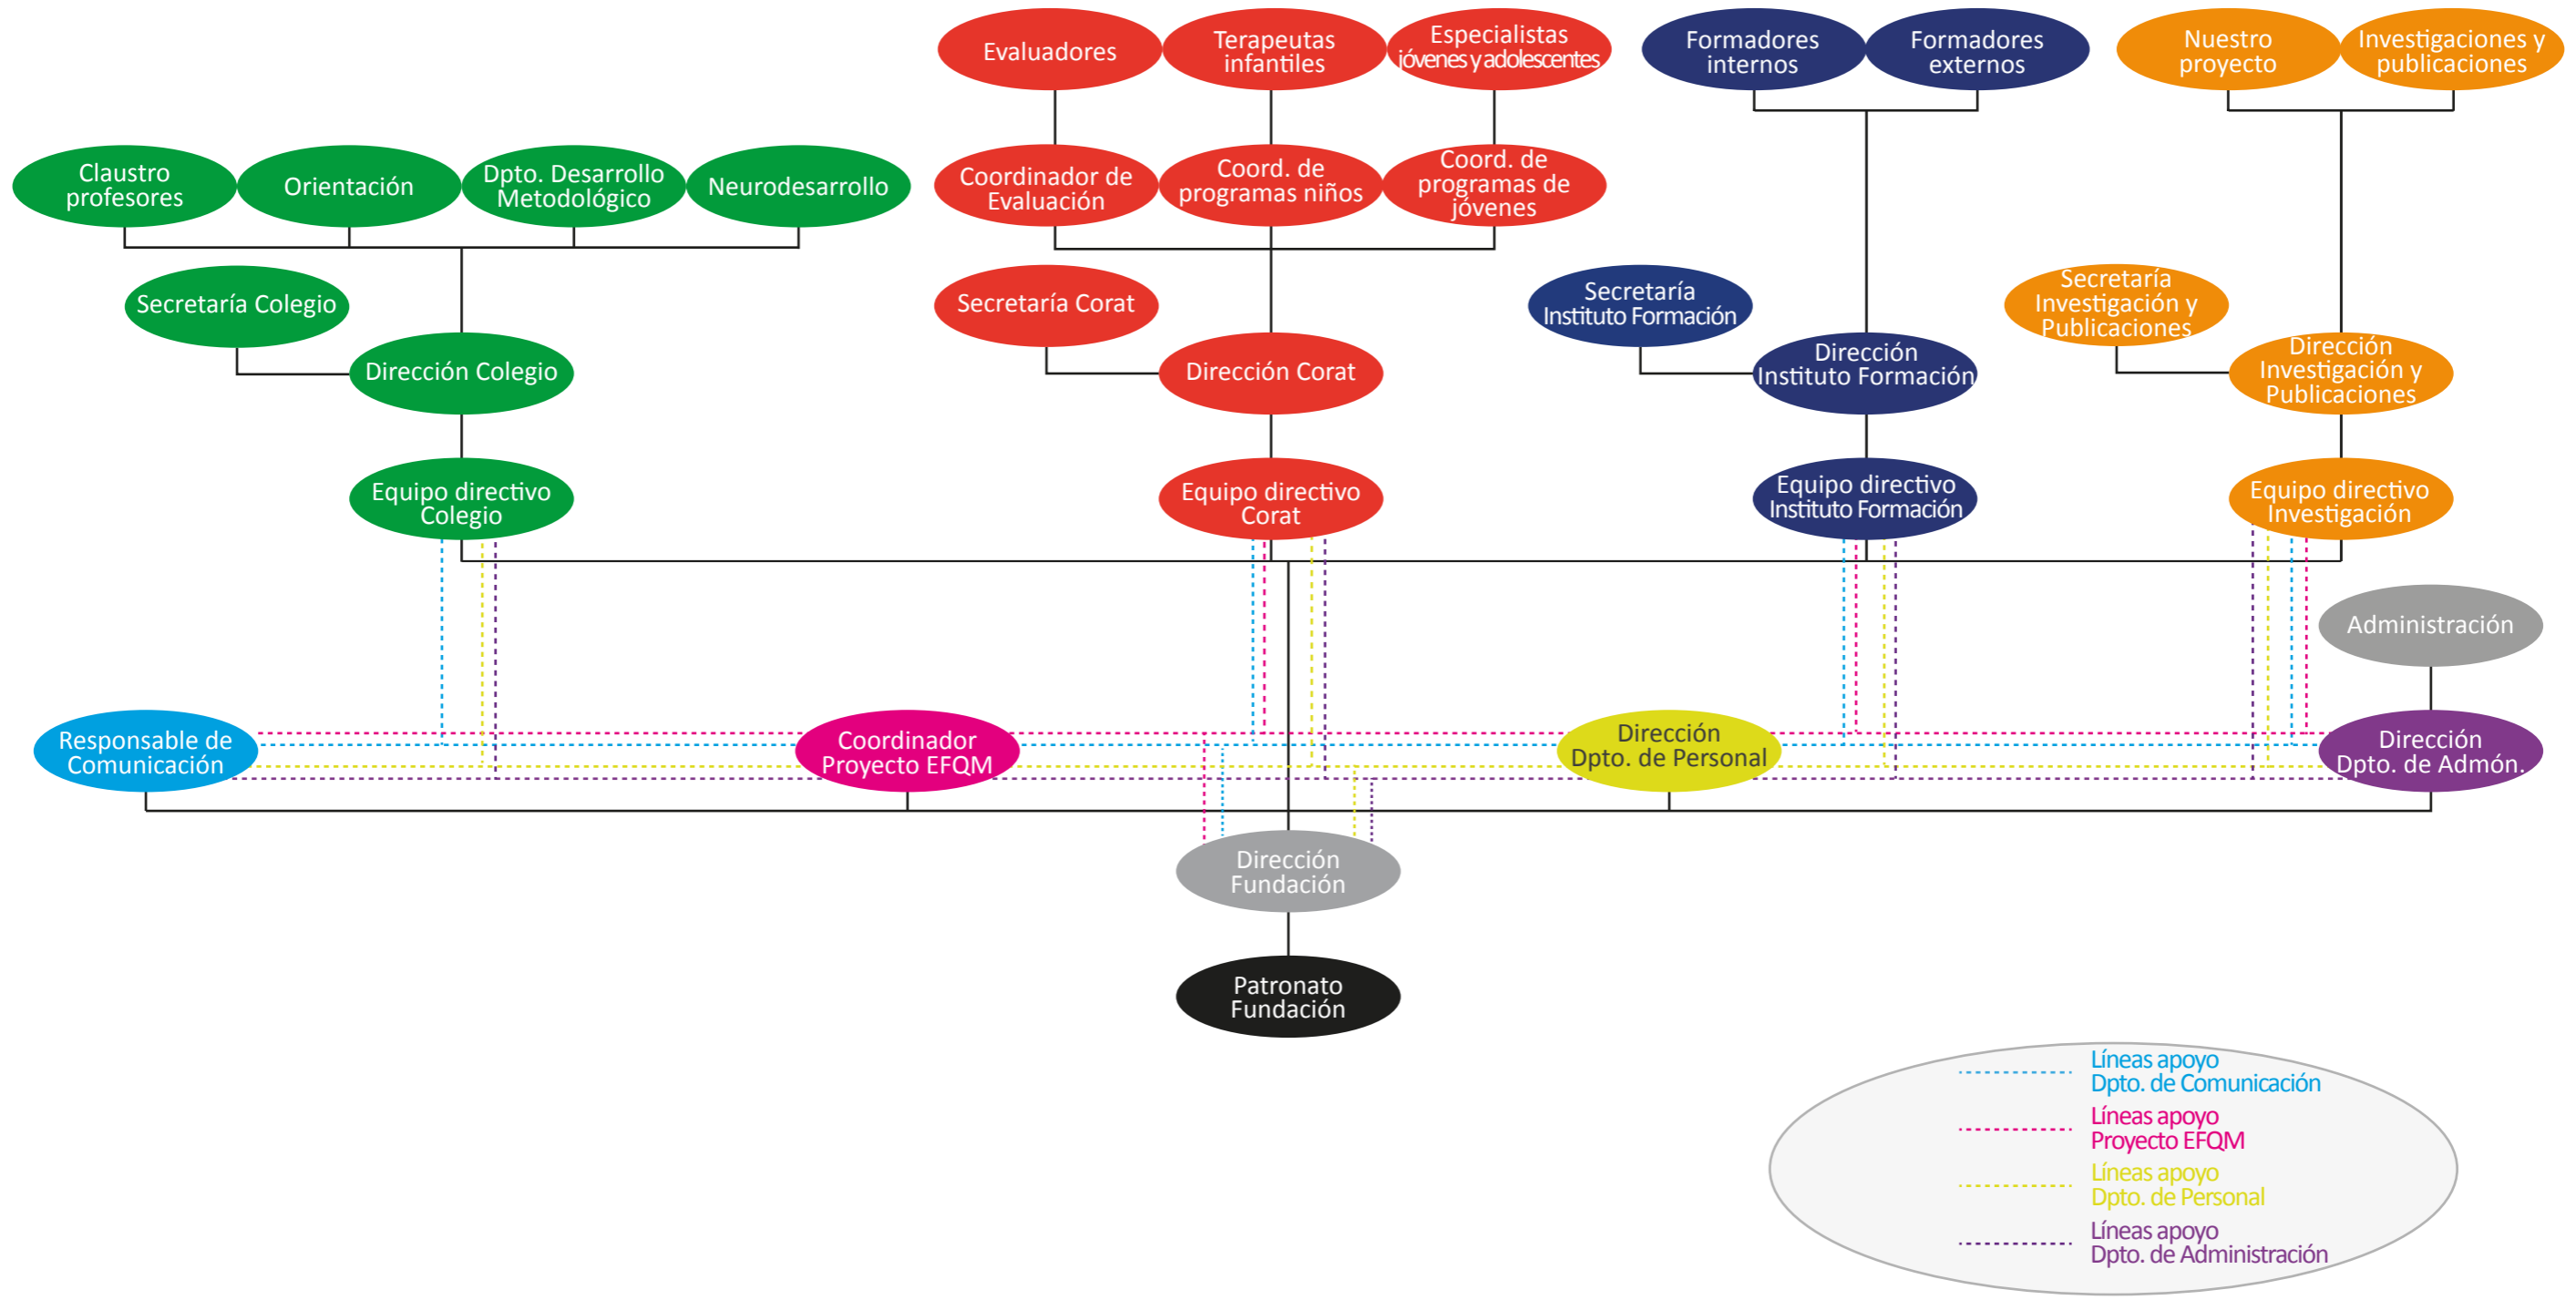 Evaluadores
Terapeutas
infantiles
Especialistas
jóvenes y adolescentes
Formadores
internos
Formadores
externos
Nuestro
proyecto
Investigaciones y
publicaciones
Claustro
profesores
Orientación
Dpto. Desarrollo
Metodológico
Neurodesarrollo
Coordinador de
Evaluación
Coord. de
programas niños
Coord. de
programas de
jóvenes
Secretaría Colegio
Secretaría Corat
Secretaría
Instituto Formación
Secretaría
Investigación y
Publicaciones
Dirección Colegio
Dirección Corat
Dirección
Instituto Formación
Dirección
Investigación y
Publicaciones
Equipo directivo
Colegio
Equipo directivo
Corat
Equipo directivo
Instituto Formación
Equipo directivo
Investigación
Administración
Responsable de
Comunicación
Coordinador
Proyecto EFQM
Dirección
Dpto. de Personal
Dirección
Dpto. de Admón.
Dirección
Fundación
Patronato
Fundación
Líneas apoyo
Dpto. de Comunicación
Líneas apoyo
Proyecto EFQM
Líneas apoyo
Dpto. de Personal
Líneas apoyo
Dpto. de Administración